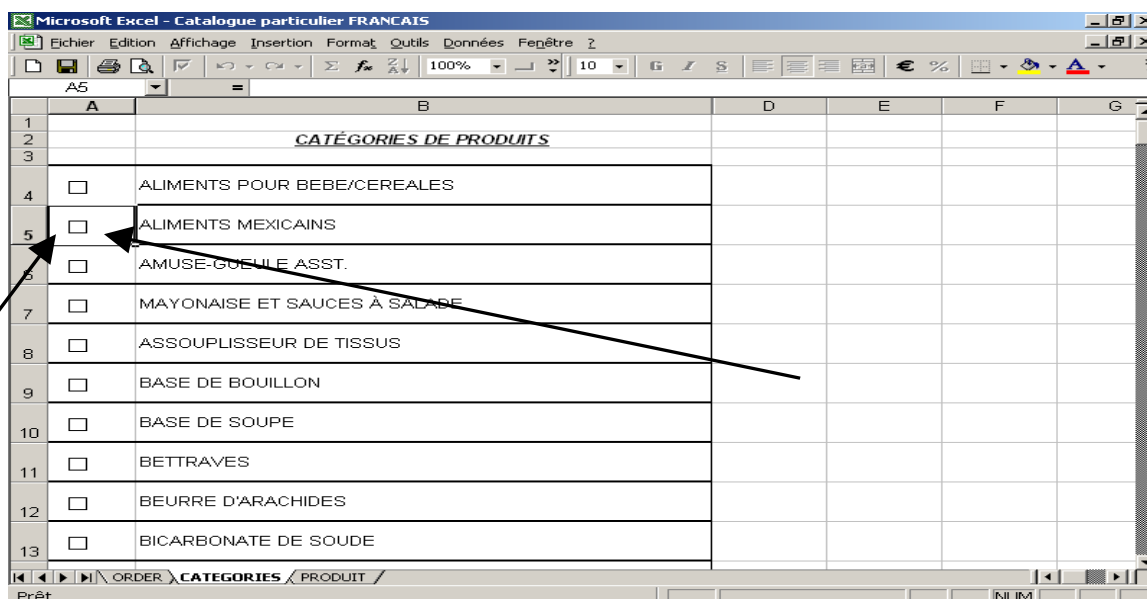 Microsoft Excel - Catalogue particulier FRANCAIS
Fichier Edition Affichage Insertion Format Outils Données Fenêtre ?
Σ fx 100% 10 G I S € % A
A5 =
A B D E F G
1
2 CATÉGORIES DE PRODUITS
3
4 ALIMENTS POUR BEBE/CEREALES
5 ALIMENTS MEXICAINS
6 AMUSE-GUEULE ASST.
7 MAYONAISE ET SAUCES À SALADE
8 ASSOUPLISSEUR DE TISSUS
9 BASE DE BOUILLON
10 BASE DE SOUPE
11 BETTRAVES
12 BEURRE D'ARACHIDES
13 BICARBONATE DE SOUDE
ORDER CATEGORIES PRODUIT
Prêt NUM